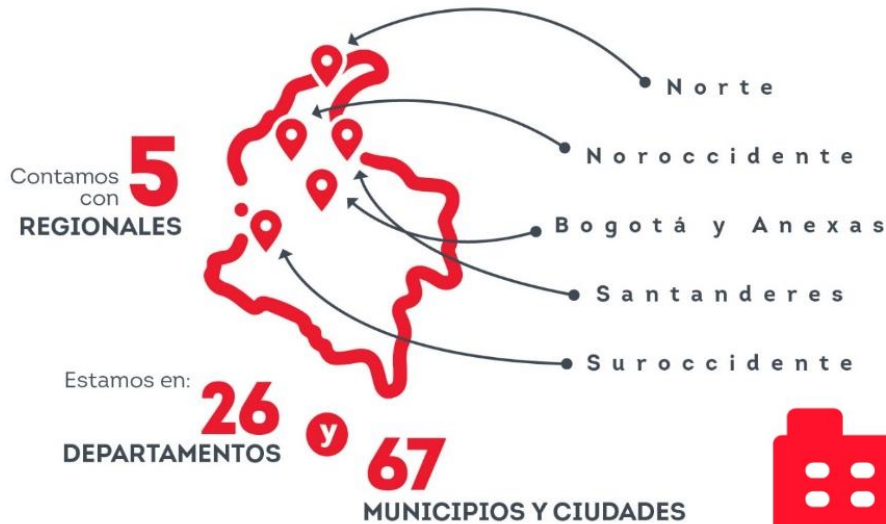 Norte
Noroccidente
Contamos
con
5
REGIONALES
Bogotá y Anexas
Santanderes
Suroccidente
Estamos en:
26
DEPARTAMENTOS
y
67
MUNICIPIOS Y CIUDADES